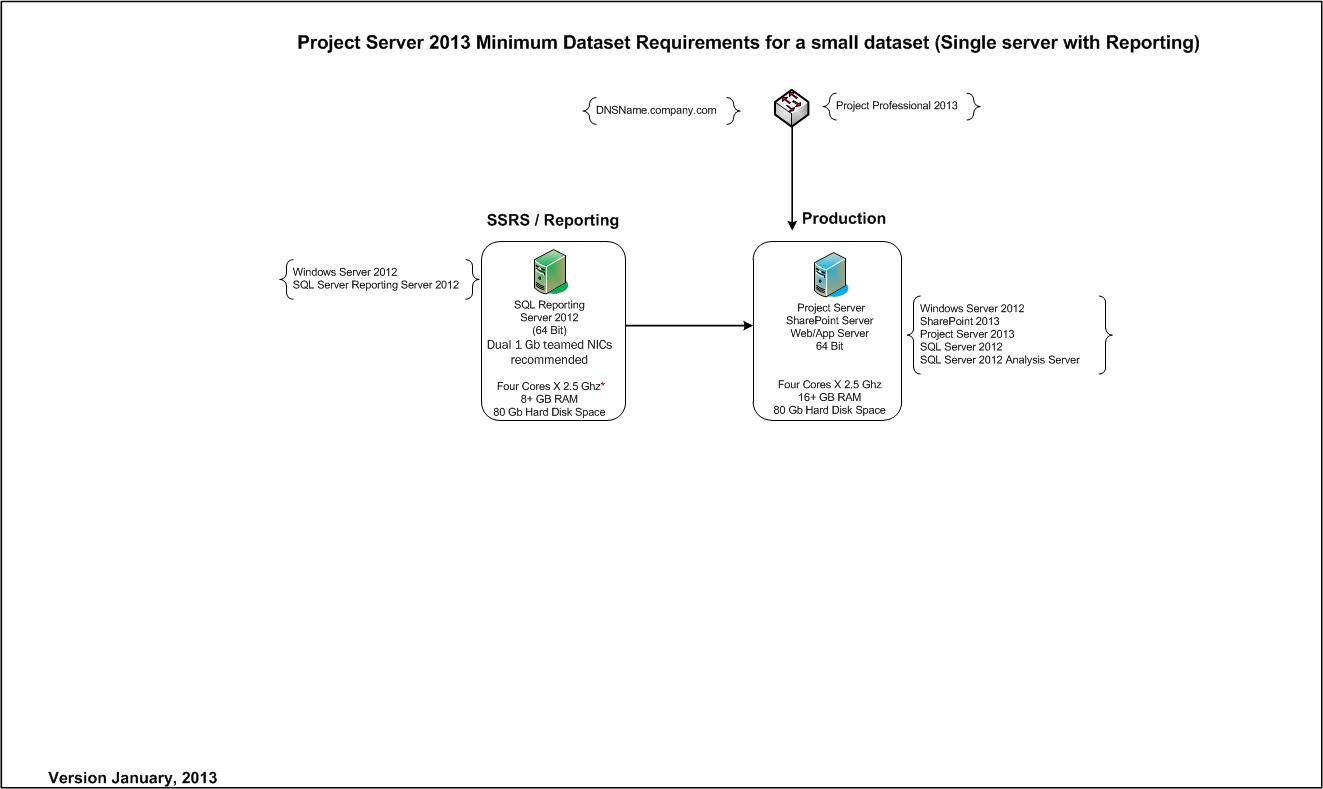 Project Server 2013 Minimum Dataset Requirements for a small dataset (Single server with Reporting)
DNSName.company.com
Project Professional 2013
SSRS / Reporting
Production
Windows Server 2012
SQL Server Reporting Server 2012
SQL Reporting
Server 2012
(64 Bit)
Dual 1 Gb teamed NICs
recommended
Four Cores X 2.5 Ghz*
8+ GB RAM
80 Gb Hard Disk Space
Project Server
SharePoint Server
Web/App Server
64 Bit
Four Cores X 2.5 Ghz
16+ GB RAM
80 Gb Hard Disk Space
Windows Server 2012
SharePoint 2013
Project Server 2013
SQL Server 2012
SQL Server 2012 Analysis Server
Version January, 2013